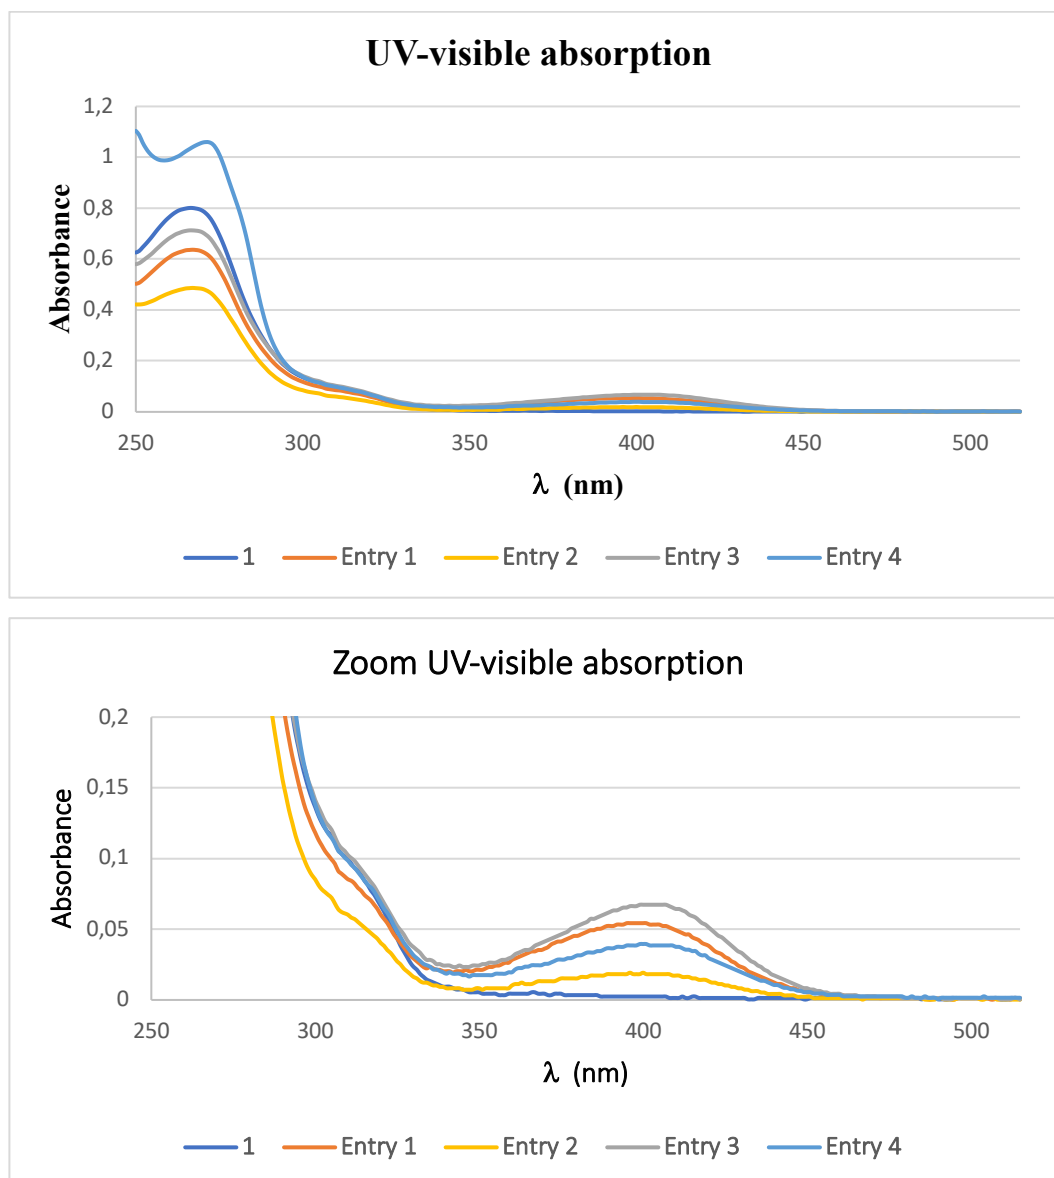 UV-visible absorption
1,2
1
0,8
0,6
0,4
0,2
0
Absorbance
250 300 350 400 450 500
λ (nm)
1 Entry 1 Entry 2 Entry 3 Entry 4
Zoom UV-visible absorption
0,2
0,15
0,1
0,05
0
Absorbance
250 300 350 400 450 500
λ (nm)
1 Entry 1 Entry 2 Entry 3 Entry 4